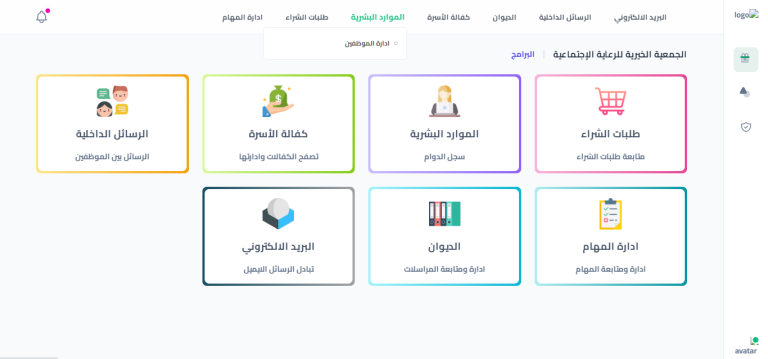 logo
البريد الالكتروني
الرسائل الداخلية
الديوان
كفالة الأسرة
الموارد البشرية
طلبات الشراء
ادارة المهام
ادارة الموظفين
الجمعية الخيرية للرعاية الإجتماعية | البرامج
طلبات الشراء
متابعة طلبات الشراء
الموارد البشرية
سجل الدوام
كفالة الأسرة
تصفح الكفالات وادارتها
الرسائل الداخلية
الرسائل بين الموظفين
ادارة المهام
ادارة ومتابعة المهام
الديوان
ادارة ومتابعة المراسلات
البريد الالكتروني
تبادل الرسائل الايميل
avatar